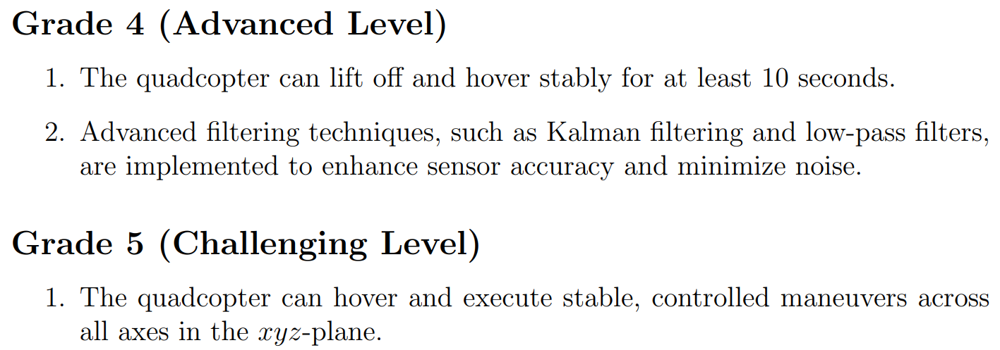 Grade 4 (Advanced Level)
1. The quadcopter can lift off and hover stably for at least 10 seconds.
2. Advanced filtering techniques, such as Kalman filtering and low-pass filters,
are implemented to enhance sensor accuracy and minimize noise.
Grade 5 (Challenging Level)
1. The quadcopter can hover and execute stable, controlled maneuvers across
all axes in the xyz-plane.